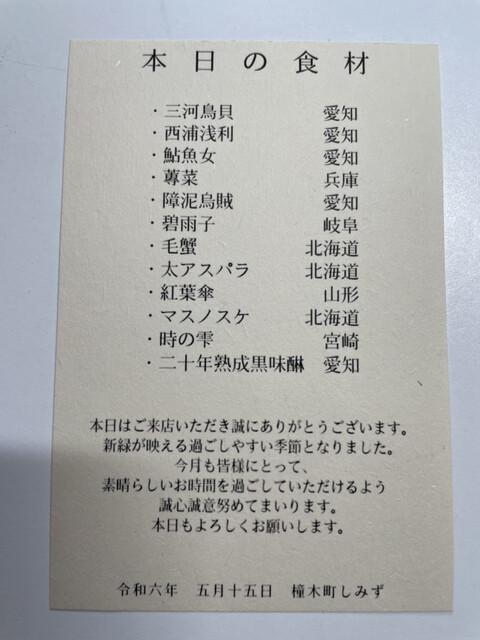 本日の食材
・三河鳥貝 愛知
・西浦浅利 愛知
・鮎魚女 愛知
・蓴菜 兵庫
・障泥烏賊 愛知
・碧雨子 岐阜
・毛蟹 北海道
・太アスパラ 北海道
・紅葉傘 山形
・マスノスケ 北海道
・時の雫 宮崎
・二十年熟成黒味醂 愛知
本日はご来店いただき誠にありがとうございます。
新緑が映える過ごしやすい季節となりました。
今月も皆様にとって、
素晴らしいお時間を過ごしていただけるよう
誠心誠意努めてまいります。
本日もよろしくお願いします。
令和六年 五月十五日 橦木町しみず